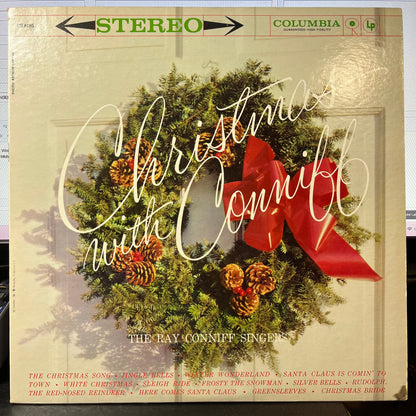 STEREO
COLUMBIA
GUARANTEED HIGH-FIDELITY
Lp
Christmas
with Conniff
THE RAY CONNIFF SINGERS
THE CHRISTMAS SONG • JINGLE BELLS • WINTER WONDERLAND • SANTA CLAUS IS COMIN' TO
TOWN • WHITE CHRISTMAS • SLEIGH RIDE • FROSTY THE SNOWMAN • SILVER BELLS • RUDOLPH,
THE RED-NOSED REINDEER • HERE COMES SANTA CLAUS • GREENSLEEVES • CHRISTMAS BRIDE